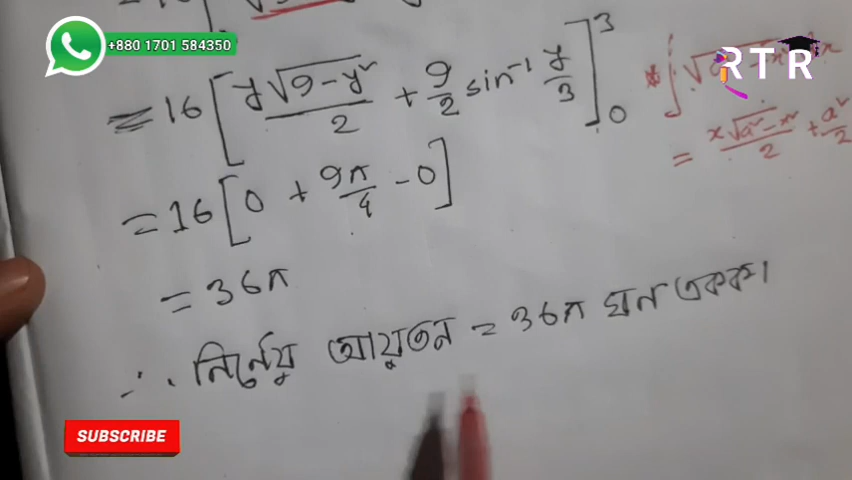 +880 1701 584350
RTR
= 16 [ y√(9-y²)/2 + 9/2 sin⁻¹ y/3 ]₀³
= x√(a²-x²)/2 + a²/2
= 16 [ 0 + 9π/4 - 0 ]
= 36π
∴ নির্নেয় আয়তন = 36π ঘন একক।
SUBSCRIBE